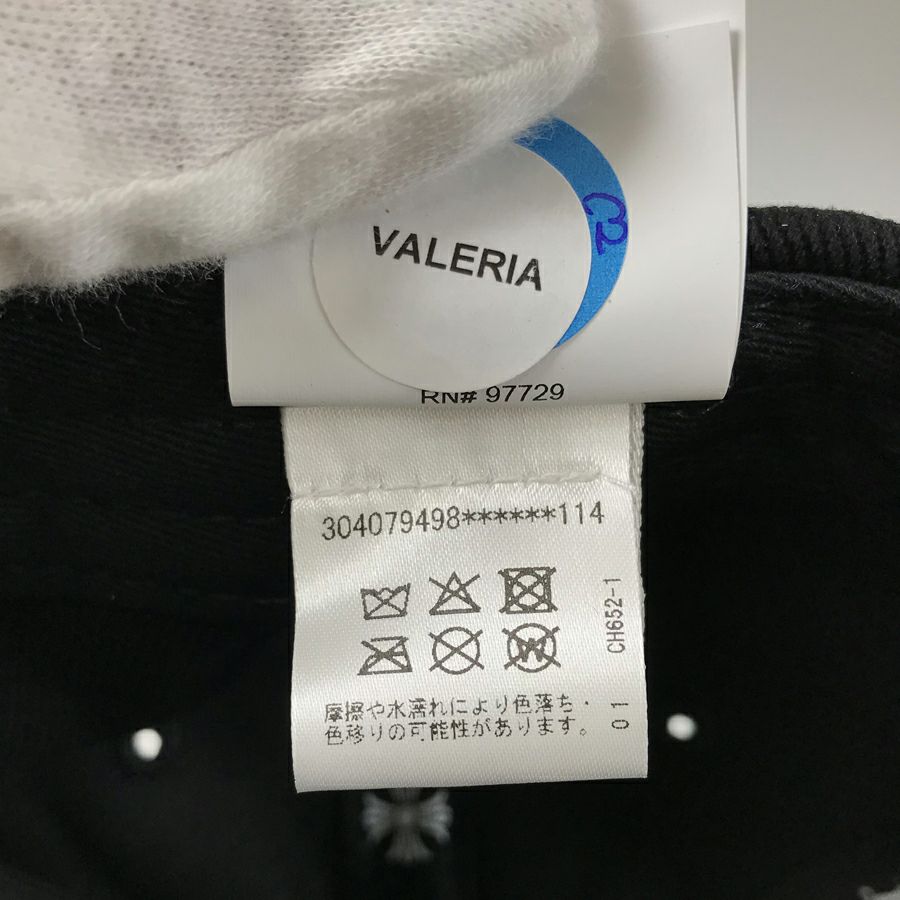 VALERIA
RN# 97729
304079498******114
CH652-1
01
摩擦や水濡れにより色落ち・
色移りの可能性があります。